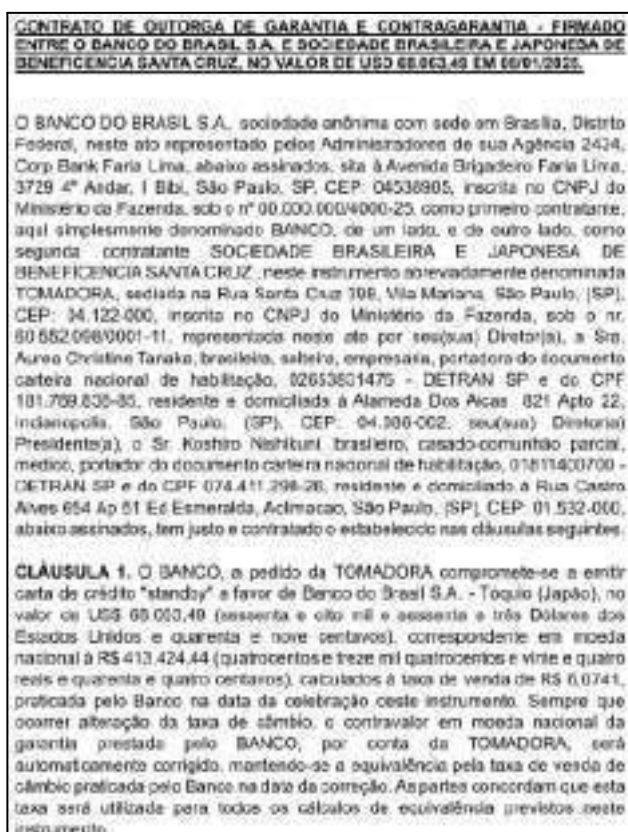 CONTRATO DE OUTORGA DE GARANTIA E CONTRAGARANTIA - FIRMADO
ENTRE O BANCO DO BRASIL S.A. E SOCIEDADE BRASILEIRA E JAPONESA DE
BENEFICENCIA SANTA CRUZ, NO VALOR DE USD 68.063,49 EM 06/01/2025.
O BANCO DO BRASIL S.A., sociedade anônima com sede em Brasília, Distrito
Federal, neste ato representado pelos Administradores de sua Agência 2434,
Corp Bank Faria Lima, abaixo assinados, sita à Avenida Brigadeiro Faria Lima,
3729 4º Andar, I Bibi, São Paulo, SP, CEP: 04538905, inscrita no CNPJ do
Ministério da Fazenda, sob o nº 00.000.000/4000-25, como primeiro contratante,
aqui simplesmente denominado BANCO, de um lado, e de outro lado, como
segunda contratante SOCIEDADE BRASILEIRA E JAPONESA DE
BENEFICENCIA SANTA CRUZ, neste instrumento abreviadamente denominada
TOMADORA, sediada na Rua Santa Cruz 398, Vila Mariana, São Paulo, (SP),
CEP: 04.122-000, inscrita no CNPJ do Ministério da Fazenda, sob o nr.
60.552.098/0001-11, representada neste ato por seu(sua) Diretor(a), a Sra.
Aurea Christine Tanaka, brasileira, solteira, empresaria, portadora do documento
carteira nacional de habilitação, - DETRAN SP e do CPF
residente e domiciliada à Alameda Dos Aicas 821 Apto 22,
Indianopolis, São Paulo, (SP), CEP: 04.086-002, seu(sua) Diretor(a)
Presidente(a), o Sr. Koshiro Nishikuni, brasileiro, casado-comunhão parcial,
medico, portador do documento carteira nacional de habilitação, -
DETRAN SP e do CPF residente e domiciliado à Rua Castro
Alves 654 Ap 51 Ed Esmeralda, Aclimacao, São Paulo, (SP), CEP: 01.532-000,
abaixo assinados, tem justo e contratado o estabelecido nas cláusulas seguintes.
CLÁUSULA 1. O BANCO, a pedido da TOMADORA compromete-se a emitir
carta de crédito "standby" a favor de Banco do Brasil S.A. - Toquio (Japão), no
valor de US$ 68.063,49 (sessenta e oito mil e sessenta e três Dólares dos
Estados Unidos e quarenta e nove centavos), correspondente em moeda
nacional à R$ 413.424,44 (quatrocentos e treze mil quatrocentos e vinte e quatro
reais e quarenta e quatro centavos), calculados à taxa de venda de R$ 6,0741,
praticada pelo Banco na data da celebração deste instrumento. Sempre que
ocorrer alteração da taxa de câmbio, o contravalor em moeda nacional da
garantia prestada pelo BANCO, por conta da TOMADORA, será
automaticamente corrigido, mantendo-se a equivalência pela taxa de venda de
câmbio praticada pelo Banco na data da correção. As partes concordam que esta
taxa será utilizada para todos os cálculos de equivalência previstos neste
instrumento.